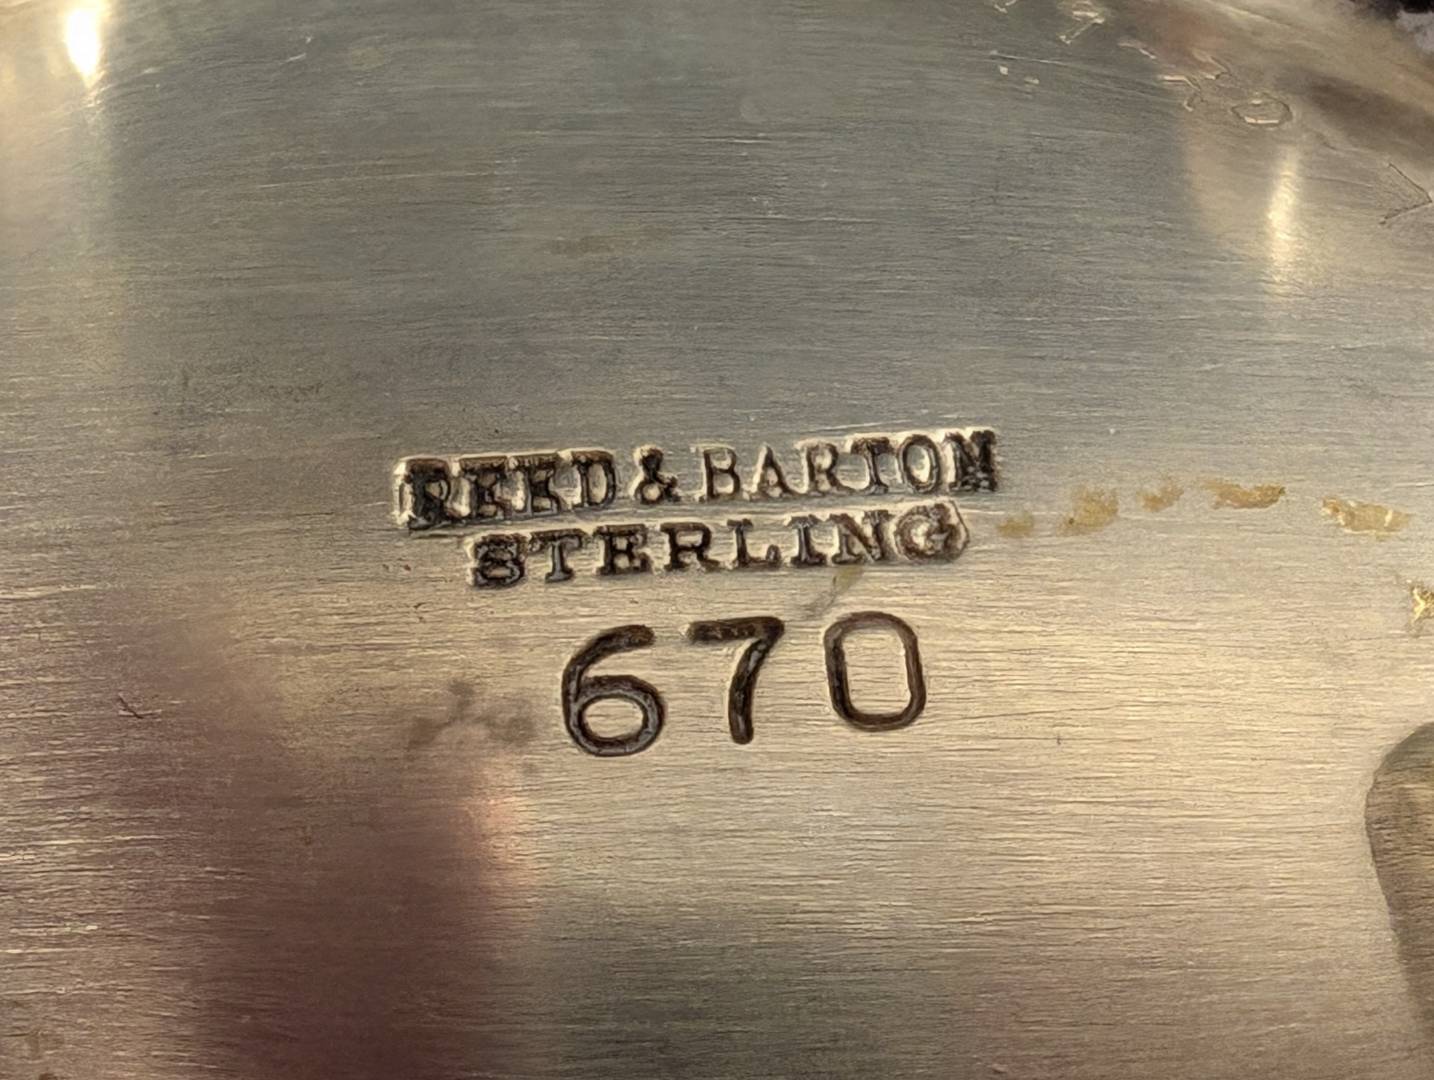 REED & BARTON
STERLING
670